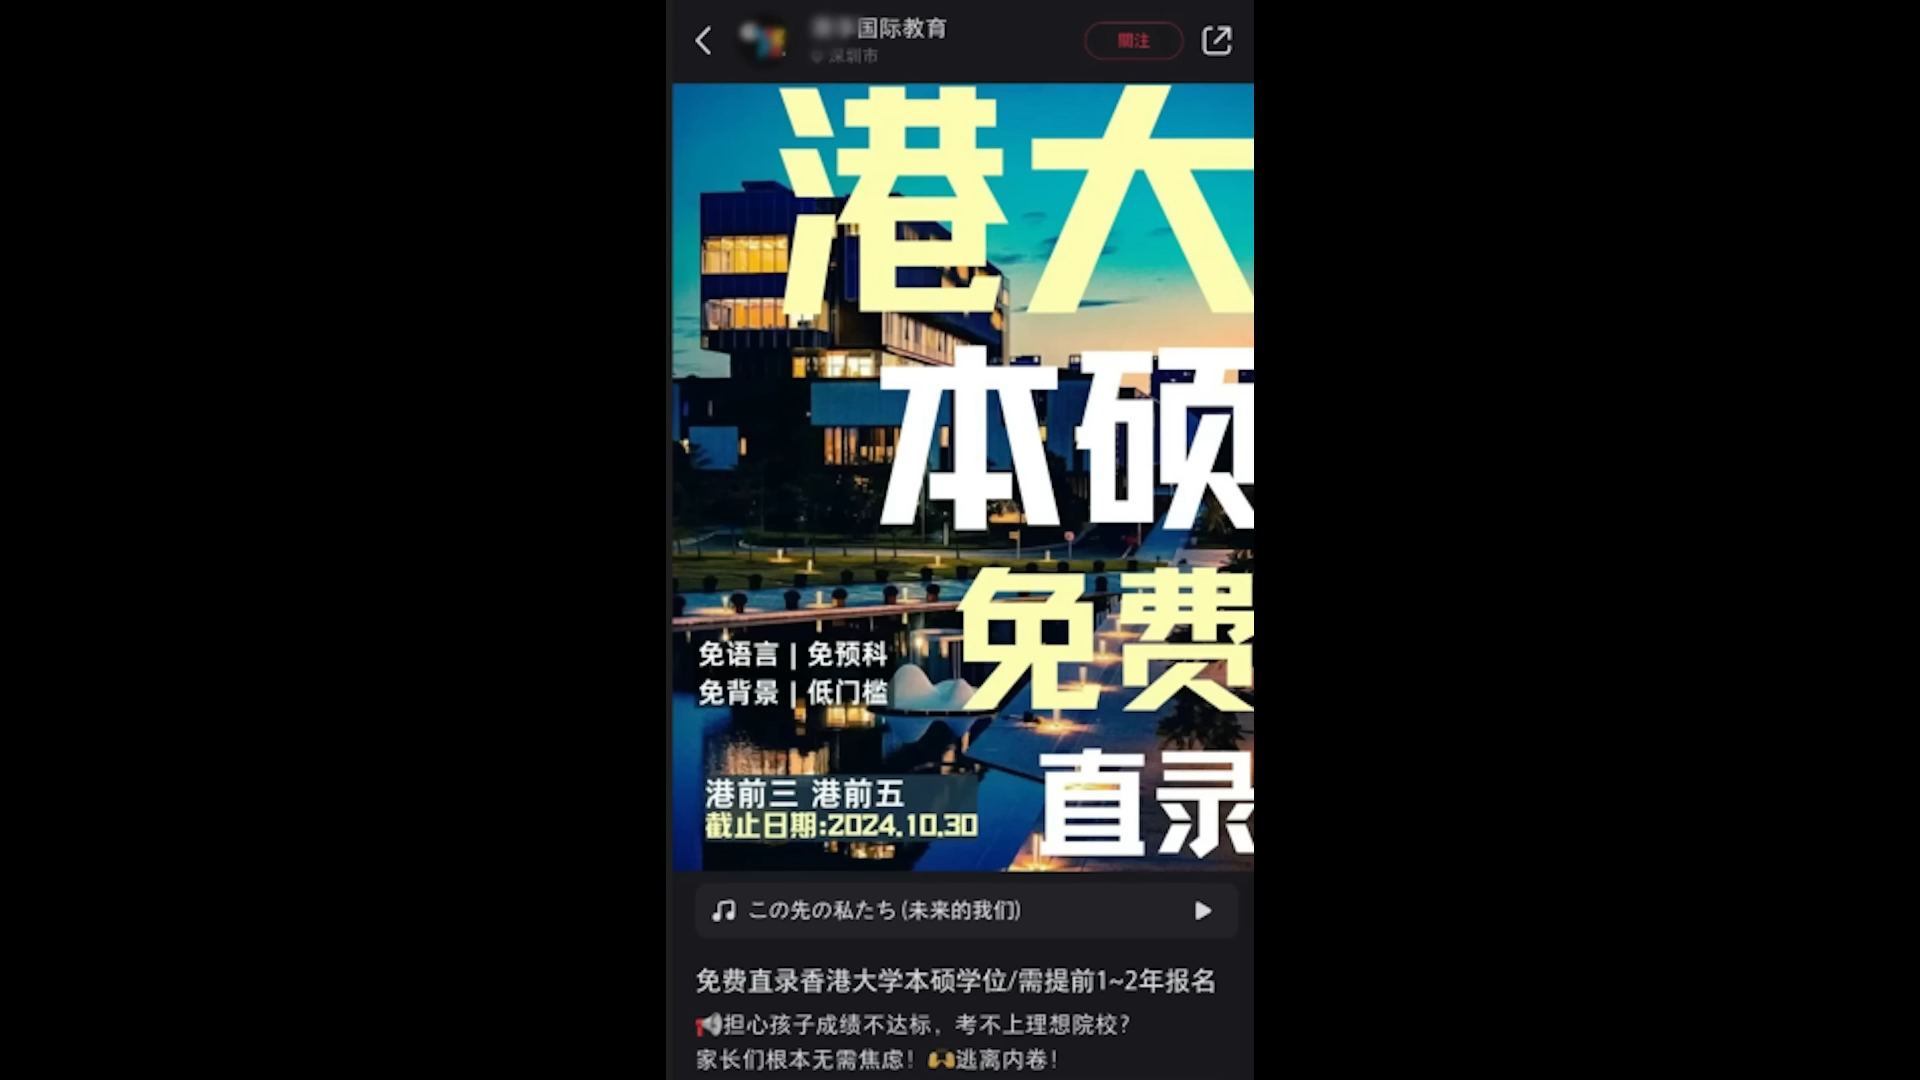 国际教育
深圳市
關注
港大
本硕
免费
直录
免语言 | 免预科
免背景 | 低门槛
港前三 港前五
截止日期:2024.10.30
この先の私たち (未来的我们)
免费直录香港大学本硕学位/需提前1~2年报名
担心孩子成绩不达标，考不上理想院校？
家长们根本无需焦虑！🙌逃离内卷！